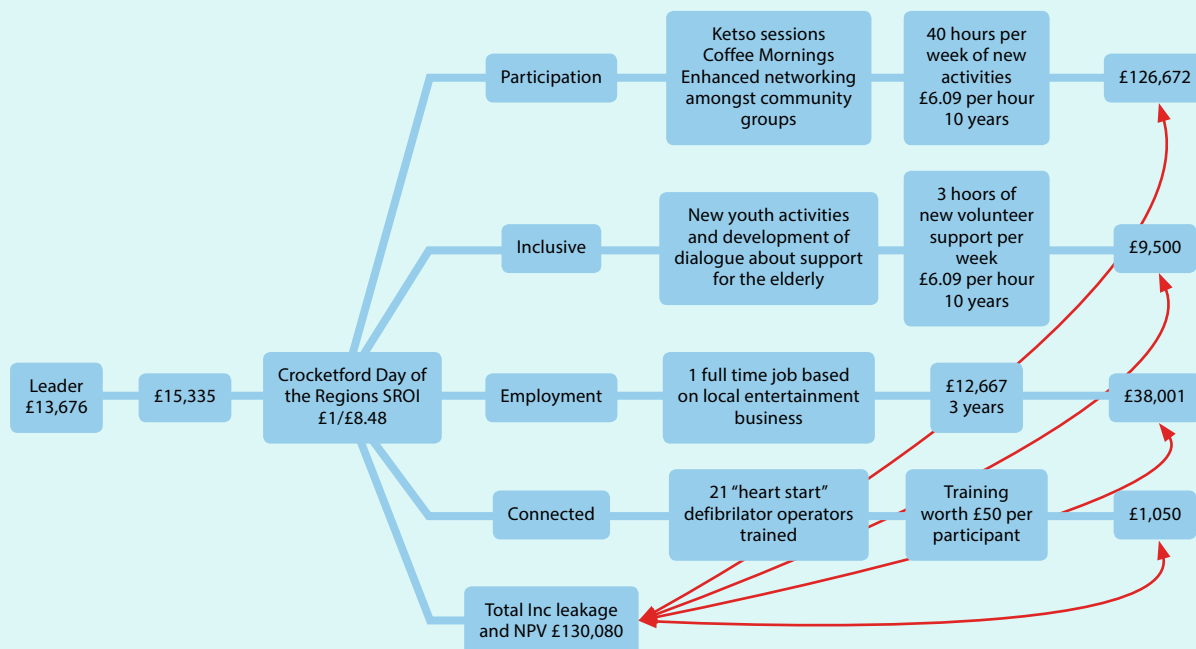 Leader
£13,676
£15,335
Crocketford Day of
the Regions SROI
£1/£8.48
Participation
Ketso sessions
Coffee Mornings
Enhanced networking
amongst community
groups
40 hours per
week of new
activities
£6.09 per hour
10 years
£126,672
Inclusive
New youth activities
and development of
dialogue about support
for the elderly
3 hoors of
new volunteer
support per
week
£6.09 per hour
10 years
£9,500
Employment
1 full time job based
on local entertainment
business
£12,667
3 years
£38,001
Connected
21 “heart start”
defibrilator operators
trained
Training
worth £50 per
participant
£1,050
Total Inc leakage
and NPV £130,080